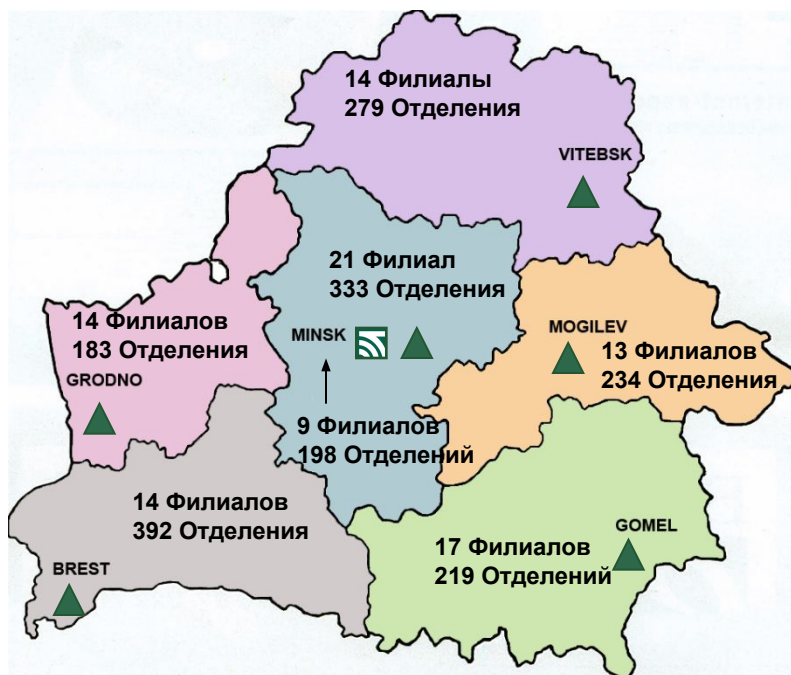 14 Филиалы
279 Отделения
VITEBSK
21 Филиал
333 Отделения
MINSK
9 Филиалов
198 Отделений
14 Филиалов
183 Отделения
GRODNO
MOGILEV
13 Филиалов
234 Отделения
14 Филиалов
392 Отделения
BREST
17 Филиалов
219 Отделений
GOMEL